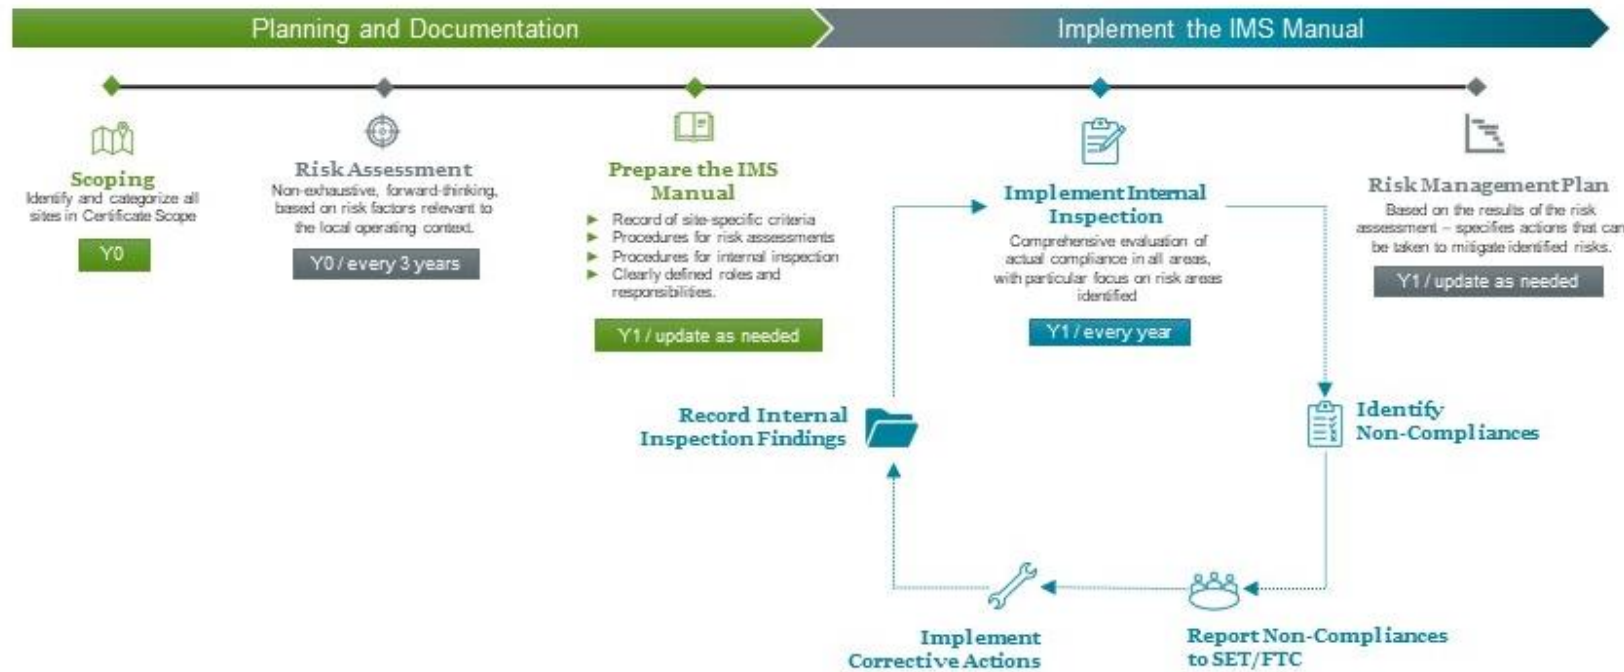 Planning and Documentation
Implement the IMS Manual
Scoping
Identify and categorize all
sites in Certificate Scope
Y0
Risk Assessment
Non-exhaustive, forward-thinking,
based on risk factors relevant to
the local operating context.
Y0 / every 3 years
Prepare the IMS
Manual
Record of site-specific criteria
Procedures for risk assessments
Procedures for internal inspection
Clearly defined roles and
responsibilities.
Y1 / update as needed
Implement Internal
Inspection
Comprehensive evaluation of
actual compliance in all areas,
with particular focus on risk areas
identified
Y1 / every year
Risk Management Plan
Based on the results of the risk
assessment – specifies actions that can
be taken to mitigate identified risks.
Y1 / update as needed
Record Internal
Inspection Findings
Identify
Non-Compliances
Implement
Corrective Actions
Report Non-Compliances
to SET/FTC